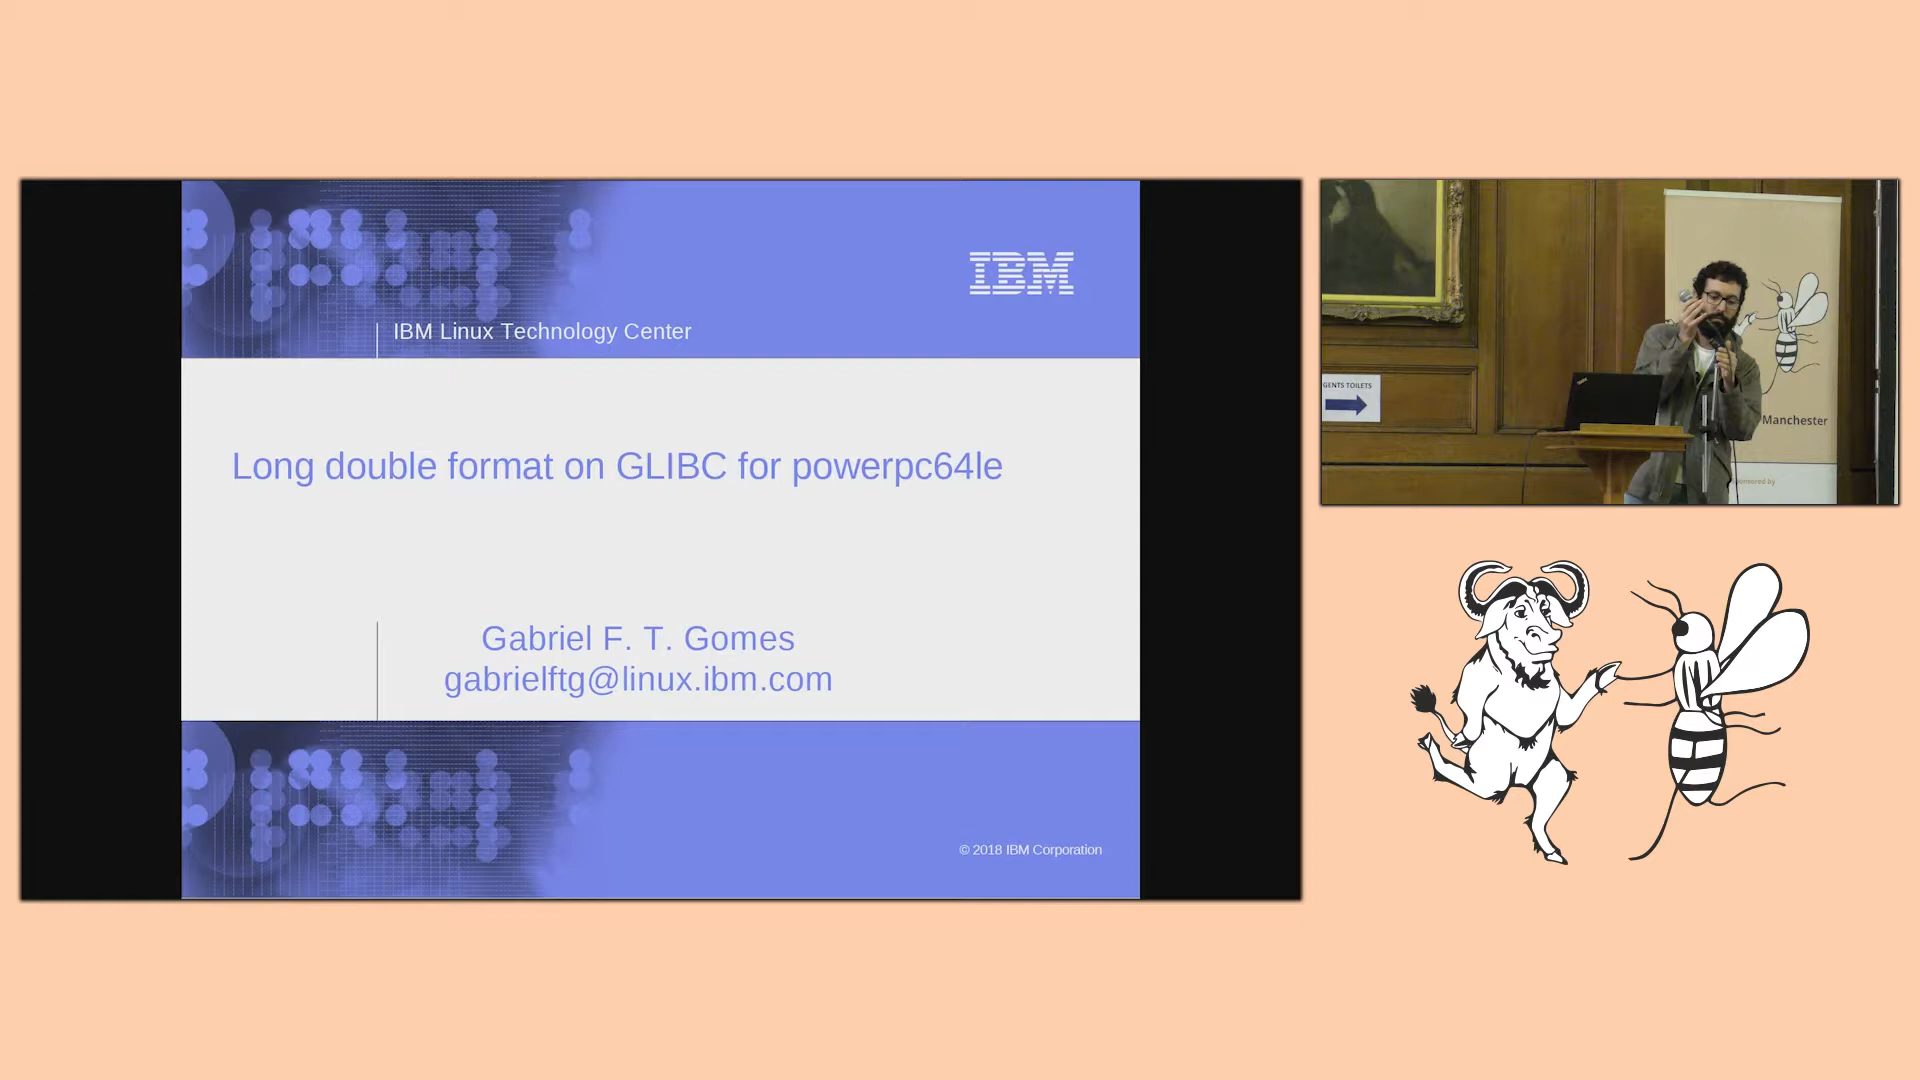 IBM
IBM Linux Technology Center
Long double format on GLIBC for powerpc64le
Gabriel F. T. Gomes
gabrielftg@linux.ibm.com
© 2018 IBM Corporation
GENTS TOILETS
Manchester